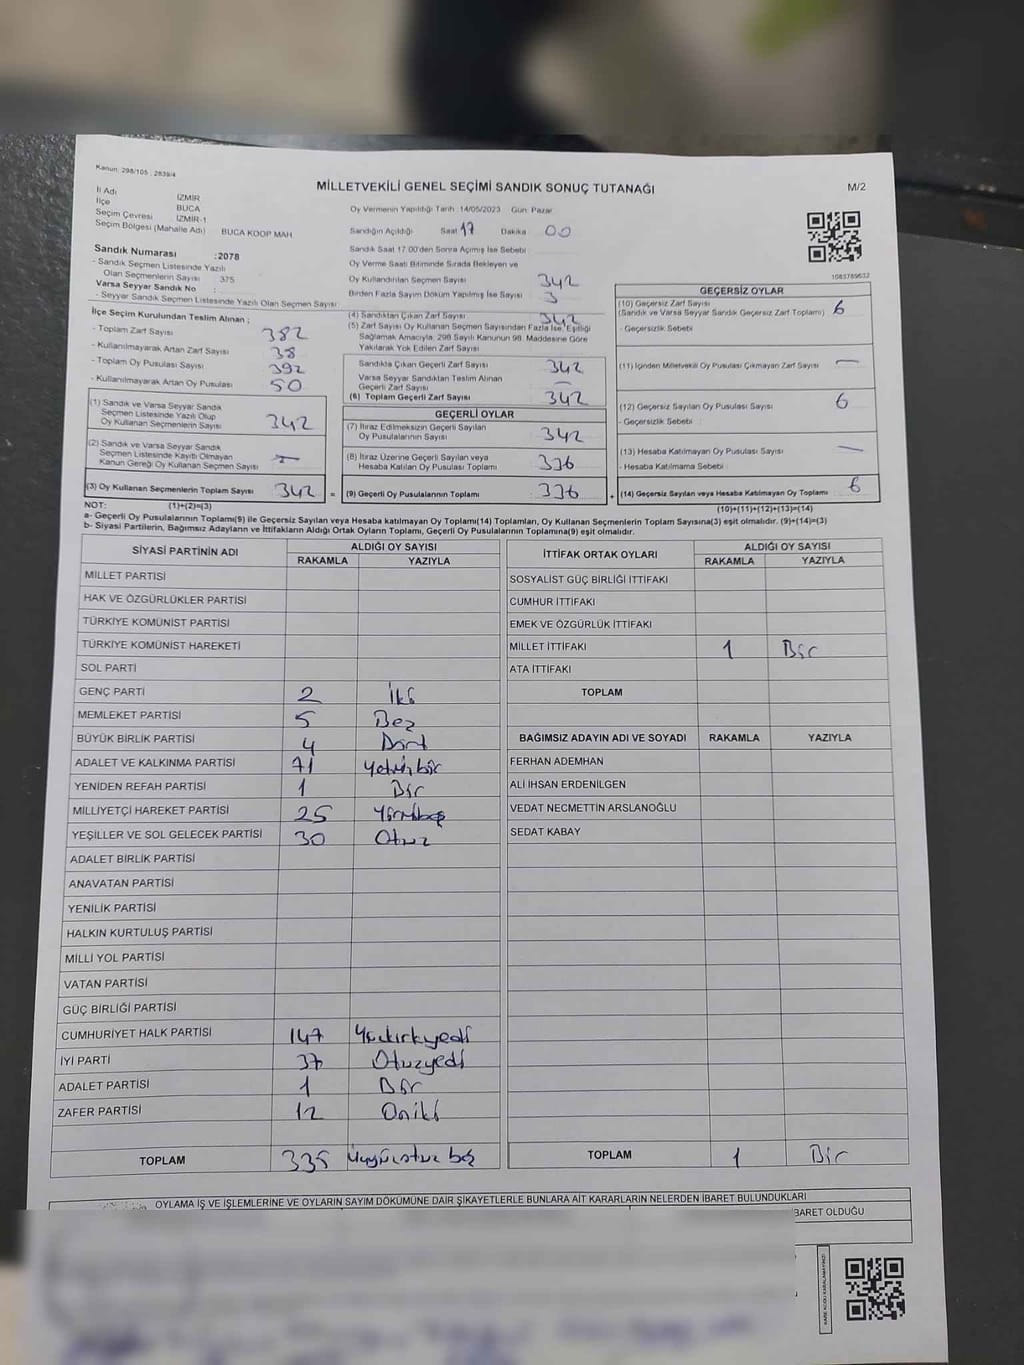 Kanun: 298/105 , 2839/4
MİLLETVEKİLİ GENEL SEÇİMİ SANDIK SONUÇ TUTANAĞI
M/2
İl Adı İZMİR
İlçe BUCA
Seçim Çevresi İZMİR-1
Seçim Bölgesi (Mahalle Adı) BUCA KOOP MAH
Oy Vermenin Yapıldığı Tarih :14/05/2023 Gün: Pazar
Sandığın Açıldığı Saat 17 Dakika 00
Sandık Saat 17.00'den Sonra Açımış İse Sebebi
Oy Verme Saati Bitiminde Sırada Bekleyen ve
Oy Kullandırılan Seçmen Sayısı 342
Birden Fazla Sayım Döküm Yapılmış İse Sayısı 3
Sandık Numarası :2078
- Sandık Seçmen Listesinde Yazılı
Olan Seçmenlerin Sayısı 375
Varsa Seyyar Sandık No :
- Seyyar Sandık Seçmen Listesinde Yazılı Olan Seçmen Sayısı:
İlçe Seçim Kurulundan Teslim Alınan ;
- Toplam Zarf Sayısı 382
- Kullanılmayarak Artan Zarf Sayısı 38
- Toplam Oy Pusulası Sayısı 392
- Kullanılmayarak Artan Oy Pusulası 50
(1) Sandık ve Varsa Seyyar Sandık
Seçmen Listesinde Yazılı Olup
Oy Kullanan Seçmenlerin Sayısı 342
(2) Sandık ve Varsa Seyyar Sandık
Seçmen Listesinde Kayıtlı Olmayan
Kanun Gereği Oy Kullanan Seçmen Sayısı
(3) Oy Kullanan Seçmenlerin Toplam Sayısı 342 =
(1)+(2)=(3)
(4) Sandıktan Çıkan Zarf Sayısı 342
(5) Zarf Sayısı Oy Kullanan Seçmen Sayısından Fazla İse, Eşitliği
Sağlamak Amacıyla, 298 Sayılı Kanunun 98. Maddesine Göre
Yakılarak Yok Edilen Zarf Sayısı
Sandıkta Çıkan Geçerli Zarf Sayısı 342
Varsa Seyyar Sandıktan Teslim Alınan
Geçerli Zarf Sayısı —
(6) Toplam Geçerli Zarf Sayısı 342
GEÇERLİ OYLAR
(7) İtiraz Edilmeksizin Geçerli Sayılan
Oy Pusulalarının Sayısı 342
(8) İtiraz Üzerine Geçerli Sayılan veya
Hesaba Katılan Oy Pusulası Toplamı 336
(9) Geçerli Oy Pusulalarının Toplamı 336 +
1083789632
GEÇERSİZ OYLAR
(10) Geçersiz Zarf Sayısı
(Sandık ve Varsa Seyyar Sandık Geçersiz Zarf Toplamı) 6
- Geçersizlik Sebebi :
(11) İçinden Milletvekili Oy Pusulası Çıkmayan Zarf Sayısı —
(12) Geçersiz Sayılan Oy Pusulası Sayısı 6
- Geçersizlik Sebebi :
(13) Hesaba Katılmayan Oy Pusulası Sayısı —
- Hesaba Katılmama Sebebi :
(14) Geçersiz Sayılan veya Hesaba Katılmayan Oy Toplamı 6
(10)+(11)+(12)+(13)=(14)
NOT:
a- Geçerli Oy Pusulalarının Toplamı(9) ile Geçersiz Sayılan veya Hesaba katılmayan Oy Toplamı(14) Toplamları, Oy Kullanan Seçmenlerin Toplam Sayısına(3) eşit olmalıdır. (9)+(14)=(3)
b- Siyasi Partilerin, Bağımsız Adayların ve İttifakların Aldığı Ortak Oyların Toplamı, Geçerli Oy Pusulalarının Toplamına(9) eşit olmalıdır.
SİYASİ PARTİNİN ADI ALDIĞI OY SAYISI
RAKAMLA YAZIYLA
MİLLET PARTİSİ
HAK VE ÖZGÜRLÜKLER PARTİSİ
TÜRKİYE KOMÜNİST PARTİSİ
TÜRKİYE KOMÜNİST HAREKETİ
SOL PARTİ
GENÇ PARTİ 2 İki
MEMLEKET PARTİSİ 5 Beş
BÜYÜK BİRLİK PARTİSİ 4 Dört
ADALET VE KALKINMA PARTİSİ 71 Yetmişbir
YENİDEN REFAH PARTİSİ 1 Bir
MİLLİYETÇİ HAREKET PARTİSİ 25 Yirmibeş
YEŞİLLER VE SOL GELECEK PARTİSİ 30 Otuz
ADALET BİRLİK PARTİSİ
ANAVATAN PARTİSİ
YENİLİK PARTİSİ
HALKIN KURTULUŞ PARTİSİ
MİLLİ YOL PARTİSİ
VATAN PARTİSİ
GÜÇ BİRLİĞİ PARTİSİ
CUMHURİYET HALK PARTİSİ 147 Yüzkırkyedi
İYİ PARTİ 37 Otuzyedi
ADALET PARTİSİ 1 Bir
ZAFER PARTİSİ 12 Oniki
TOPLAM 335 Üçyüzotuz beş
İTTİFAK ORTAK OYLARI ALDIĞI OY SAYISI
RAKAMLA YAZIYLA
SOSYALİST GÜÇ BİRLİĞİ İTTİFAKI
CUMHUR İTTİFAKI
EMEK VE ÖZGÜRLÜK İTTİFAKI
MİLLET İTTİFAKI 1 Bir
ATA İTTİFAKI
TOPLAM
BAĞIMSIZ ADAYIN ADI VE SOYADI RAKAMLA YAZIYLA
FERHAN ADEMHAN
ALİ İHSAN ERDENİLGEN
VEDAT NECMETTİN ARSLANOĞLU
SEDAT KABAY
TOPLAM 1 Bir
OYLAMA İŞ VE İŞLEMLERİNE VE OYLARIN SAYIM DÖKÜMÜNE DAİR ŞİKAYETLERLE BUNLARA AİT KARARLARIN NELERDEN İBARET BULUNDUKLARI
BARET OLDUĞU
KARE KODU KARALAMAYINIZ!